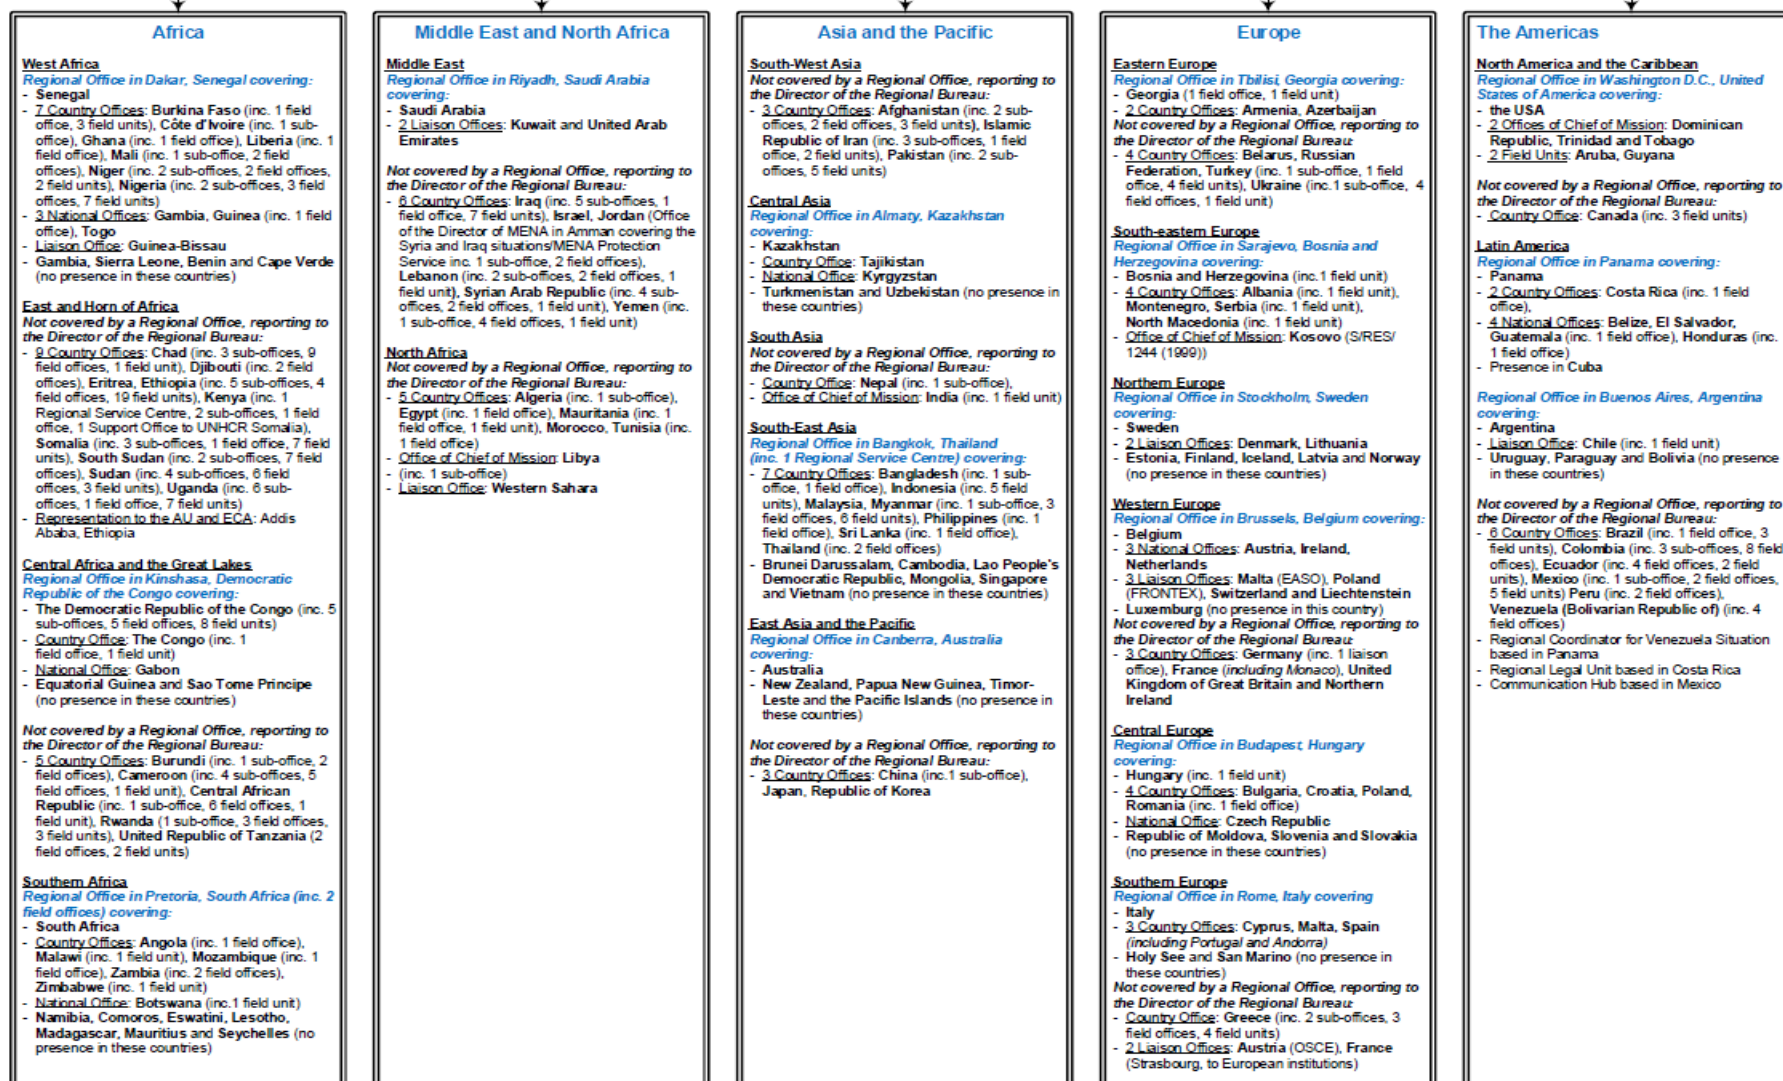 Africa
West Africa
Regional Office in Dakar, Senegal covering:
- Senegal
- 7 Country Offices: Burkina Faso (inc. 1 field
office, 3 field units), Côte d'Ivoire (inc. 1 sub-
office), Ghana (inc. 1 field office), Liberia (inc. 1
field office), Mali (inc. 1 sub-office, 2 field
offices), Niger (inc. 2 sub-offices, 2 field offices,
2 field units), Nigeria (inc. 2 sub-offices, 3 field
offices, 7 field units)
- 3 National Offices: Gambia, Guinea (inc. 1 field
office), Togo
- Liaison Office: Guinea-Bissau
- Gambia, Sierra Leone, Benin and Cape Verde
(no presence in these countries)
East and Horn of Africa
Not covered by a Regional Office, reporting to
the Director of the Regional Bureau:
- 9 Country Offices: Chad (inc. 3 sub-offices, 9
field offices, 1 field unit), Djibouti (inc. 2 field
offices), Eritrea, Ethiopia (inc. 5 sub-offices, 4
field offices, 19 field units), Kenya (inc. 1
Regional Service Centre, 2 sub-offices, 1 field
office, 1 Support Office to UNHCR Somalia),
Somalia (inc. 3 sub-offices, 1 field office, 7 field
units), South Sudan (inc. 2 sub-offices, 7 field
offices), Sudan (inc. 4 sub-offices, 6 field
offices, 3 field units), Uganda (inc. 6 sub-
offices, 1 field office, 7 field units)
- Representation to the AU and ECA: Addis
Ababa, Ethiopia
Central Africa and the Great Lakes
Regional Office in Kinshasa, Democratic
Republic of the Congo covering:
- The Democratic Republic of the Congo (inc. 5
sub-offices, 5 field offices, 8 field units)
- Country Office: The Congo (inc. 1
field office, 1 field unit)
- National Office: Gabon
- Equatorial Guinea and Sao Tome Principe
(no presence in these countries)
Not covered by a Regional Office, reporting to
the Director of the Regional Bureau:
- 5 Country Offices: Burundi (inc. 1 sub-office, 2
field offices), Cameroon (inc. 4 sub-offices, 5
field offices, 1 field unit), Central African
Republic (inc. 1 sub-office, 6 field offices, 1
field unit), Rwanda (1 sub-office, 3 field offices,
3 field units), United Republic of Tanzania (2
field offices, 2 field units)
Southern Africa
Regional Office in Pretoria, South Africa (inc. 2
field offices) covering:
- South Africa
- Country Offices: Angola (inc. 1 field office),
Malawi (inc. 1 field unit), Mozambique (inc. 1
field office), Zambia (inc. 2 field offices),
Zimbabwe (inc. 1 field unit)
- National Office: Botswana (inc.1 field unit)
- Namibia, Comoros, Eswatini, Lesotho,
Madagascar, Mauritius and Seychelles (no
presence in these countries)
Middle East and North Africa
Middle East
Regional Office in Riyadh, Saudi Arabia
covering:
- Saudi Arabia
- 2 Liaison Offices: Kuwait and United Arab
Emirates
Not covered by a Regional Office, reporting to
the Director of the Regional Bureau:
- 6 Country Offices: Iraq (inc. 5 sub-offices, 1
field office, 7 field units), Israel, Jordan (Office
of the Director of MENA in Amman covering the
Syria and Iraq situations/MENA Protection
Service inc. 1 sub-office, 2 field offices),
Lebanon (inc. 2 sub-offices, 2 field offices, 1
field unit), Syrian Arab Republic (inc. 4 sub-
offices, 2 field offices, 1 field unit), Yemen (inc.
1 sub-office, 4 field offices, 1 field unit)
North Africa
Not covered by a Regional Office, reporting to
the Director of the Regional Bureau:
- 5 Country Offices: Algeria (inc. 1 sub-office),
Egypt (inc. 1 field office), Mauritania (inc. 1
field office, 1 field unit), Morocco, Tunisia (inc.
1 field office)
- Office of Chief of Mission: Libya
- (inc. 1 sub-office)
- Liaison Office: Western Sahara
Asia and the Pacific
South-West Asia
Not covered by a Regional Office, reporting to
the Director of the Regional Bureau:
- 3 Country Offices: Afghanistan (inc. 2 sub-
offices, 2 field offices, 3 field units), Islamic
Republic of Iran (inc. 3 sub-offices, 1 field
office, 2 field units), Pakistan (inc. 2 sub-
offices, 5 field units)
Central Asia
Regional Office in Almaty, Kazakhstan
covering:
- Kazakhstan
- Country Office: Tajikistan
- National Office: Kyrgyzstan
- Turkmenistan and Uzbekistan (no presence in
these countries)
South Asia
Not covered by a Regional Office, reporting to
the Director of the Regional Bureau:
- Country Office: Nepal (inc. 1 sub-office),
- Office of Chief of Mission: India (inc. 1 field unit)
South-East Asia
Regional Office in Bangkok, Thailand
(inc. 1 Regional Service Centre) covering:
- 7 Country Offices: Bangladesh (inc. 1 sub-
office, 1 field office), Indonesia (inc. 5 field
units), Malaysia, Myanmar (inc. 1 sub-office, 3
field offices, 6 field units), Philippines (inc. 1
field office), Sri Lanka (inc. 1 field office),
Thailand (inc. 2 field offices)
- Brunei Darussalam, Cambodia, Lao People's
Democratic Republic, Mongolia, Singapore
and Vietnam (no presence in these countries)
East Asia and the Pacific
Regional Office in Canberra, Australia
covering:
- Australia
- New Zealand, Papua New Guinea, Timor-
Leste and the Pacific Islands (no presence in
these countries)
Not covered by a Regional Office, reporting to
the Director of the Regional Bureau:
- 3 Country Offices: China (inc.1 sub-office),
Japan, Republic of Korea
Europe
Eastern Europe
Regional Office in Tbilisi, Georgia covering:
- Georgia (1 field office, 1 field unit)
- 2 Country Offices: Armenia, Azerbaijan
Not covered by a Regional Office, reporting to
the Director of the Regional Bureau:
- 4 Country Offices: Belarus, Russian
Federation, Turkey (inc. 1 sub-office, 1 field
office, 4 field units), Ukraine (inc.1 sub-office, 4
field offices, 1 field unit)
South-eastern Europe
Regional Office in Sarajevo, Bosnia and
Herzegovina covering:
- Bosnia and Herzegovina (inc.1 field unit)
- 4 Country Offices: Albania (inc. 1 field unit),
Montenegro, Serbia (inc. 1 field unit),
North Macedonia (inc. 1 field unit)
- Office of Chief of Mission: Kosovo (S/RES/
1244 (1999))
Northern Europe
Regional Office in Stockholm, Sweden
covering:
- Sweden
- 2 Liaison Offices: Denmark, Lithuania
- Estonia, Finland, Iceland, Latvia and Norway
(no presence in these countries)
Western Europe
Regional Office in Brussels, Belgium covering:
- Belgium
- 3 National Offices: Austria, Ireland,
Netherlands
- 3 Liaison Offices: Malta (EASO), Poland
(FRONTEX), Switzerland and Liechtenstein
- Luxemburg (no presence in this country)
Not covered by a Regional Office, reporting to
the Director of the Regional Bureau:
- 3 Country Offices: Germany (inc. 1 liaison
office), France (including Monaco), United
Kingdom of Great Britain and Northern
Ireland
Central Europe
Regional Office in Budapest, Hungary
covering:
- Hungary (inc. 1 field unit)
- 4 Country Offices: Bulgaria, Croatia, Poland,
Romania (inc. 1 field office)
- National Office: Czech Republic
- Republic of Moldova, Slovenia and Slovakia
(no presence in these countries)
Southern Europe
Regional Office in Rome, Italy covering
- Italy
- 3 Country Offices: Cyprus, Malta, Spain
(including Portugal and Andorra)
- Holy See and San Marino (no presence in
these countries)
Not covered by a Regional Office, reporting to
the Director of the Regional Bureau:
- Country Office: Greece (inc. 2 sub-offices, 3
field offices, 4 field units)
- 2 Liaison Offices: Austria (OSCE), France
(Strasbourg, to European institutions)
The Americas
North America and the Caribbean
Regional Office in Washington D.C., United
States of America covering:
- the USA
- 2 Offices of Chief of Mission: Dominican
Republic, Trinidad and Tobago
- 2 Field Units: Aruba, Guyana
Not covered by a Regional Office, reporting to
the Director of the Regional Bureau:
- Country Office: Canada (inc. 3 field units)
Latin America
Regional Office in Panama covering:
- Panama
- 2 Country Offices: Costa Rica (inc. 1 field
office),
- 4 National Offices: Belize, El Salvador,
Guatemala (inc. 1 field office), Honduras (inc.
1 field office)
- Presence in Cuba
Regional Office in Buenos Aires, Argentina
covering:
- Argentina
- Liaison Office: Chile (inc. 1 field unit)
- Uruguay, Paraguay and Bolivia (no presence
in these countries)
Not covered by a Regional Office, reporting to
the Director of the Regional Bureau:
- 6 Country Offices: Brazil (inc. 1 field office, 3
field units), Colombia (inc. 3 sub-offices, 8 field
offices), Ecuador (inc. 4 field offices, 2 field
units), Mexico (inc. 1 sub-office, 2 field offices,
5 field units) Peru (inc. 2 field offices),
Venezuela (Bolivarian Republic of) (inc. 4
field offices)
- Regional Coordinator for Venezuela Situation
based in Panama
- Regional Legal Unit based in Costa Rica
- Communication Hub based in Mexico